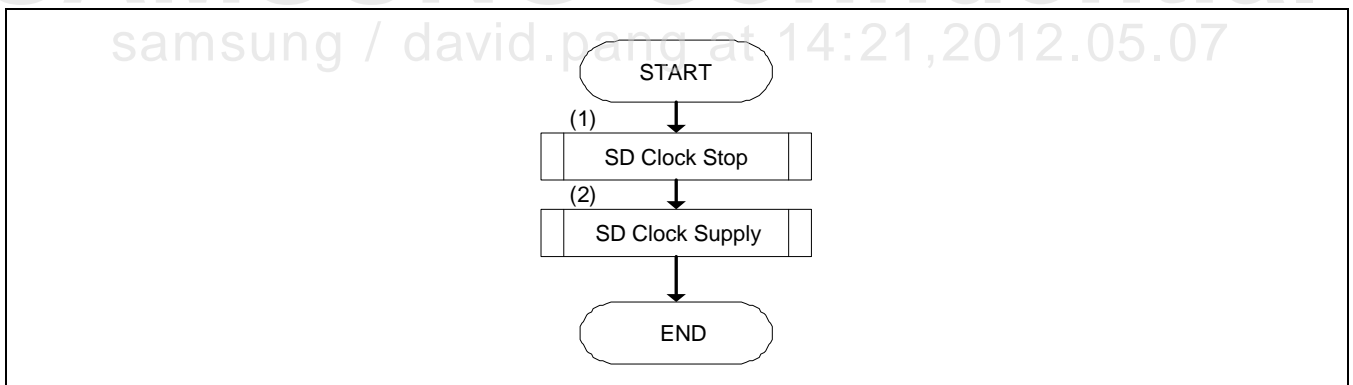 samsung / david.pang at 14:21,2012.05.07
START
(1)
SD Clock Stop
(2)
SD Clock Supply
END